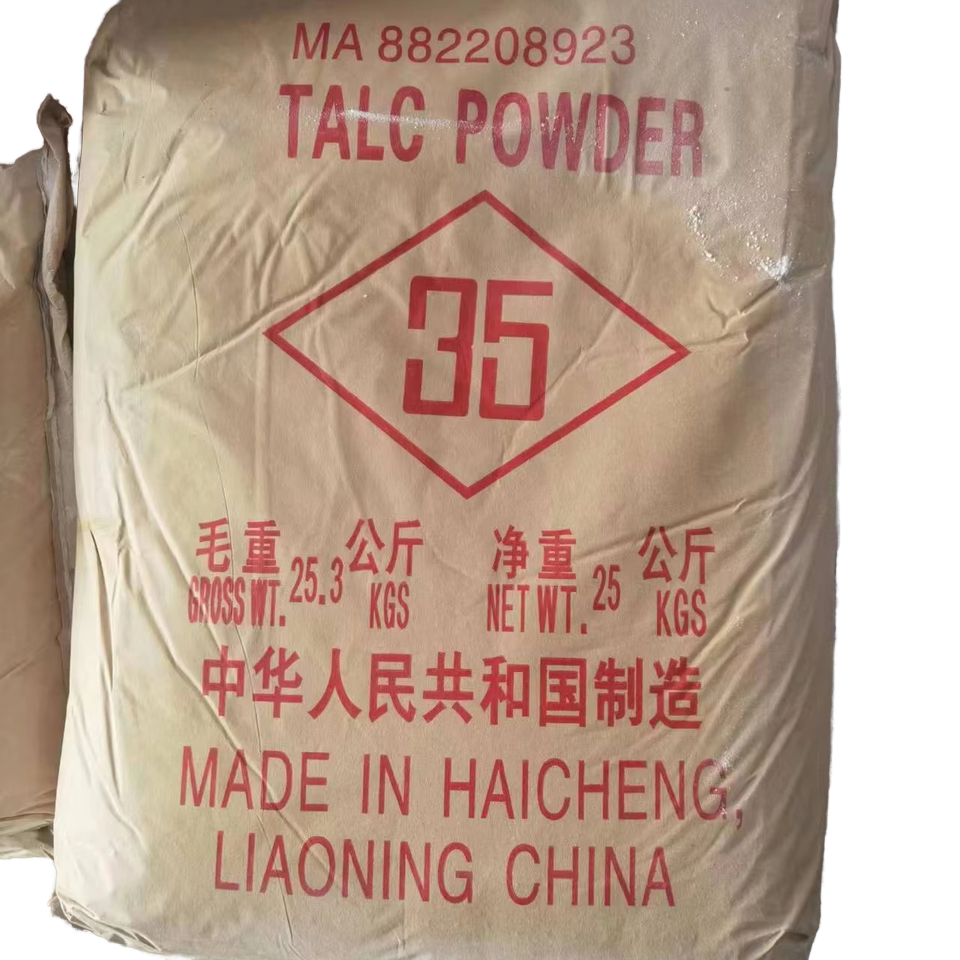 MA 882208923
TALC POWDER
35
毛重 25.3 公斤 净重 25 公斤
GROSS WT. KGS NET WT. KGS
中华人民共和国制造
MADE IN HAICHENG,
LIAONING CHINA